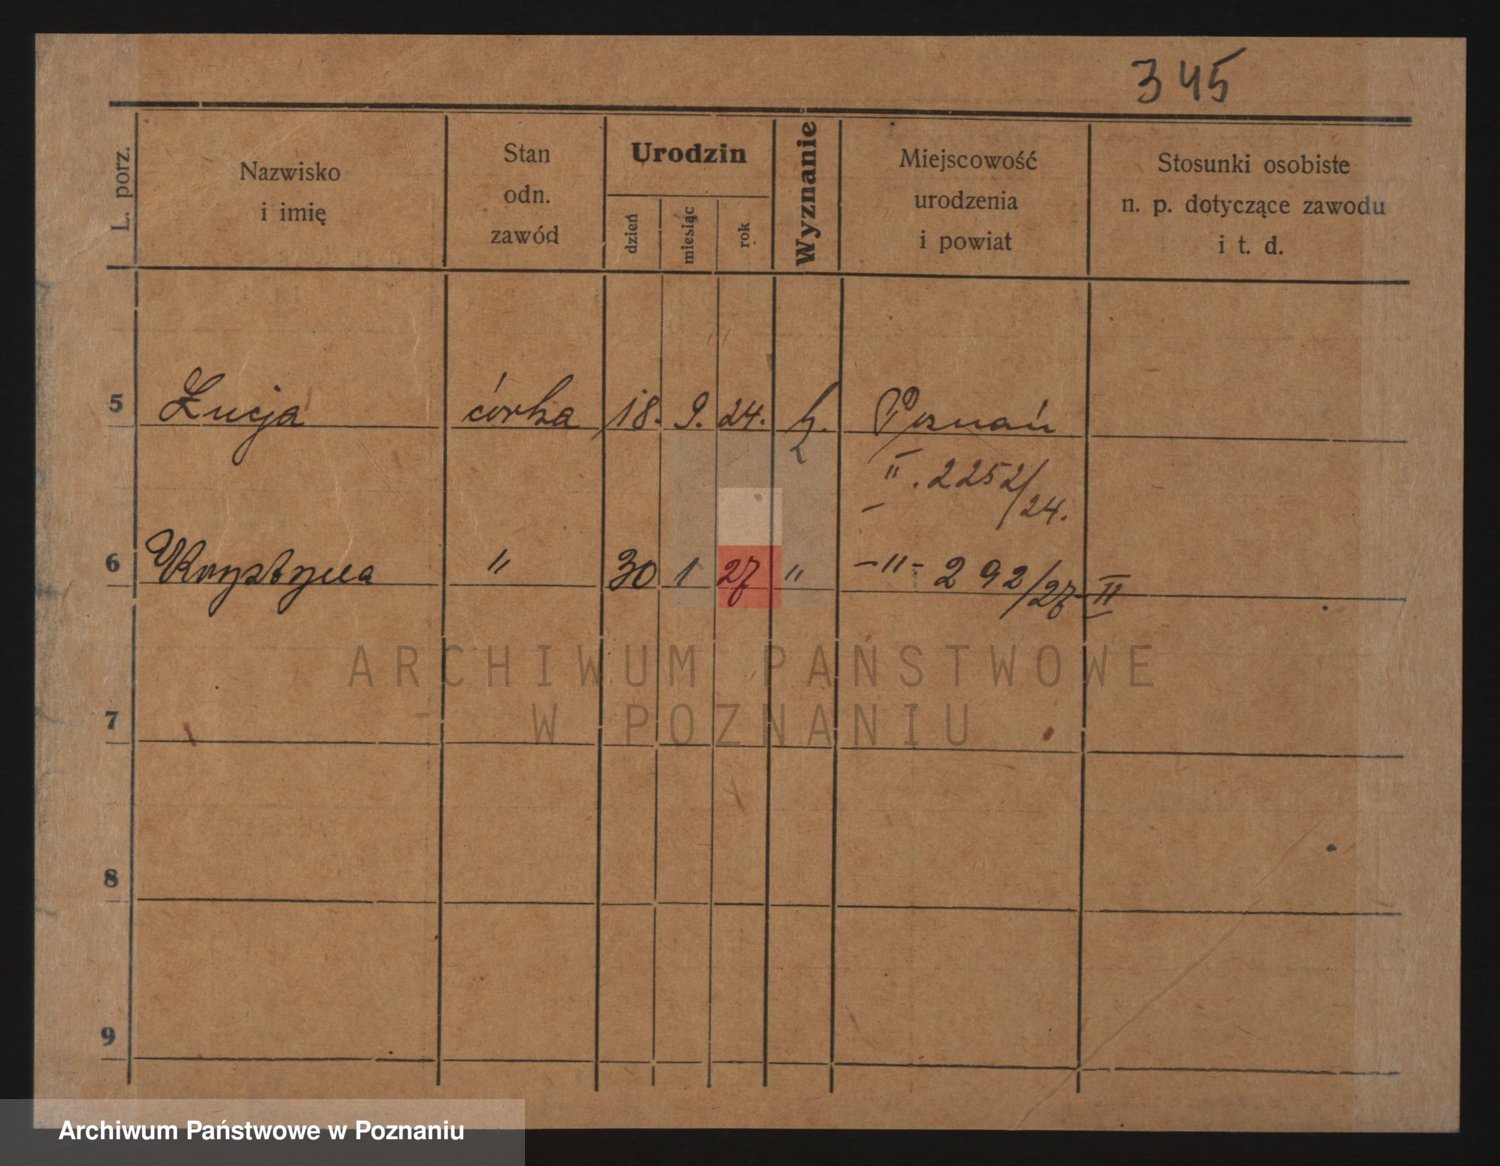 345
L. porz.
Nazwisko
i imię
Stan
odn.
zawód
Urodzin
dzień
miesiąc
rok
Wyznanie
Miejscowość
urodzenia
i powiat
Stosunki osobiste
n. p. dotyczące zawodu
i t. d.
5 Łucja córka 18. 9. 24. Poznań
II. 2252/24.
6 Krystyna " 30 1 27 " -"- 292/27 II
ARCHIWUM PAŃSTWOWE
W POZNANIU
7
8
9
Archiwum Państwowe w Poznaniu